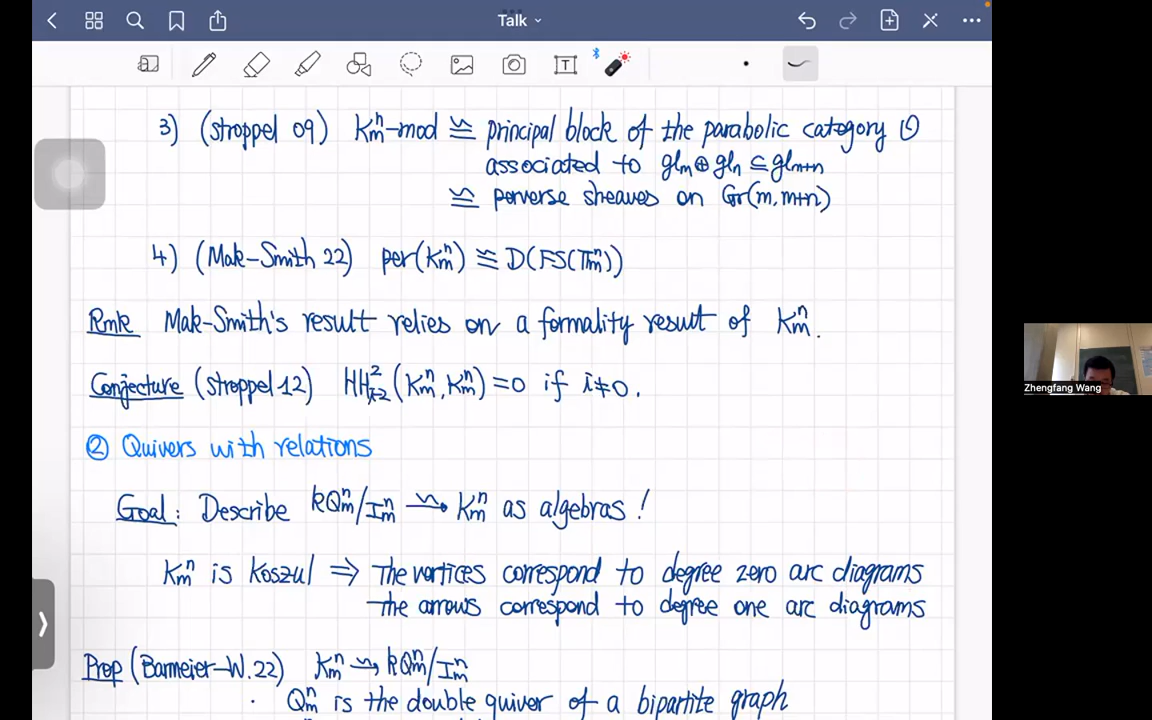 Talk
3) (Stroppel 09) K_m^n-mod ≅ principal block of the parabolic category O
associated to gl_m ⊕ gl_n ⊆ gl_{m+n}
≅ perverse sheaves on Gr(m, m+n)
4) (Mak-Smith 22) per(K_m^n) ≅ D(FS(π_m^n))
Rmk Mak-Smith's result relies on a formality result of K_m^n.
Conjecture (Stroppel 12) HH^2_{i-2}(K_m^n, K_m^n) = 0 if i≠0.
② Quivers with relations
Goal: Describe kQ_m^n/I_m^n ⥲ K_m^n as algebras!
K_m^n is Koszul ⇒ the vertices correspond to degree zero arc diagrams
the arrows correspond to degree one arc diagrams
Prop (Barmeier-W. 22) K_m^n ⥲ kQ_m^n/I_m^n
· Q_m^n is the double quiver of a bipartite graph
Zhengfang Wang